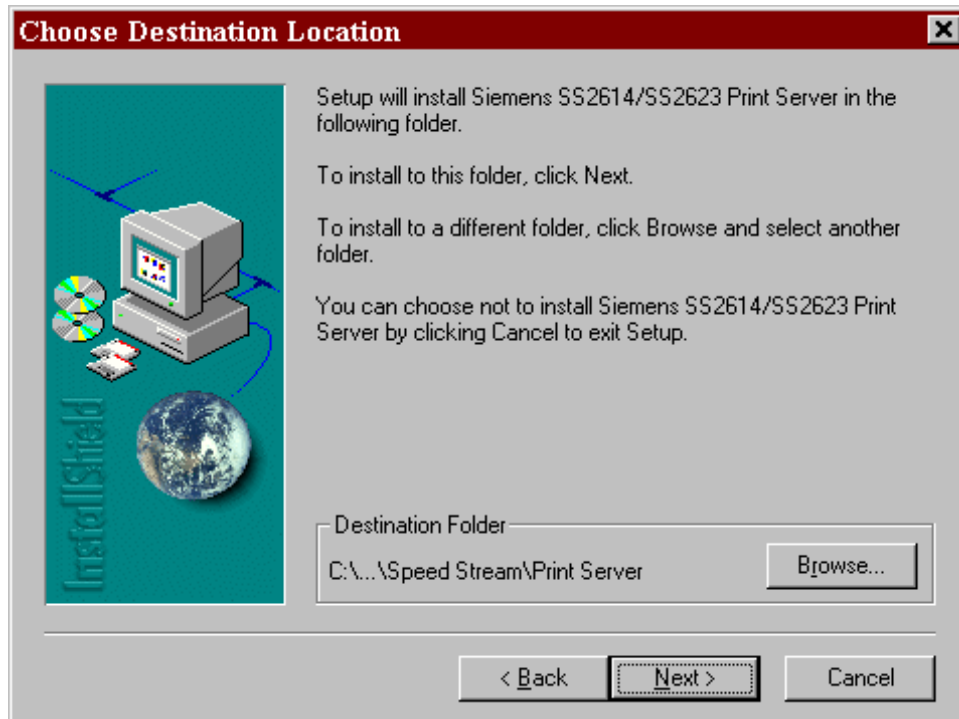 Choose Destination Location
Setup will install Siemens SS2614/SS2623 Print Server in the
following folder.
To install to this folder, click Next.
To install to a different folder, click Browse and select another
folder.
You can choose not to install Siemens SS2614/SS2623 Print
Server by clicking Cancel to exit Setup.
InstallShield
Destination Folder
C:\...\Speed Stream\Print Server
Browse...
< Back
Next >
Cancel